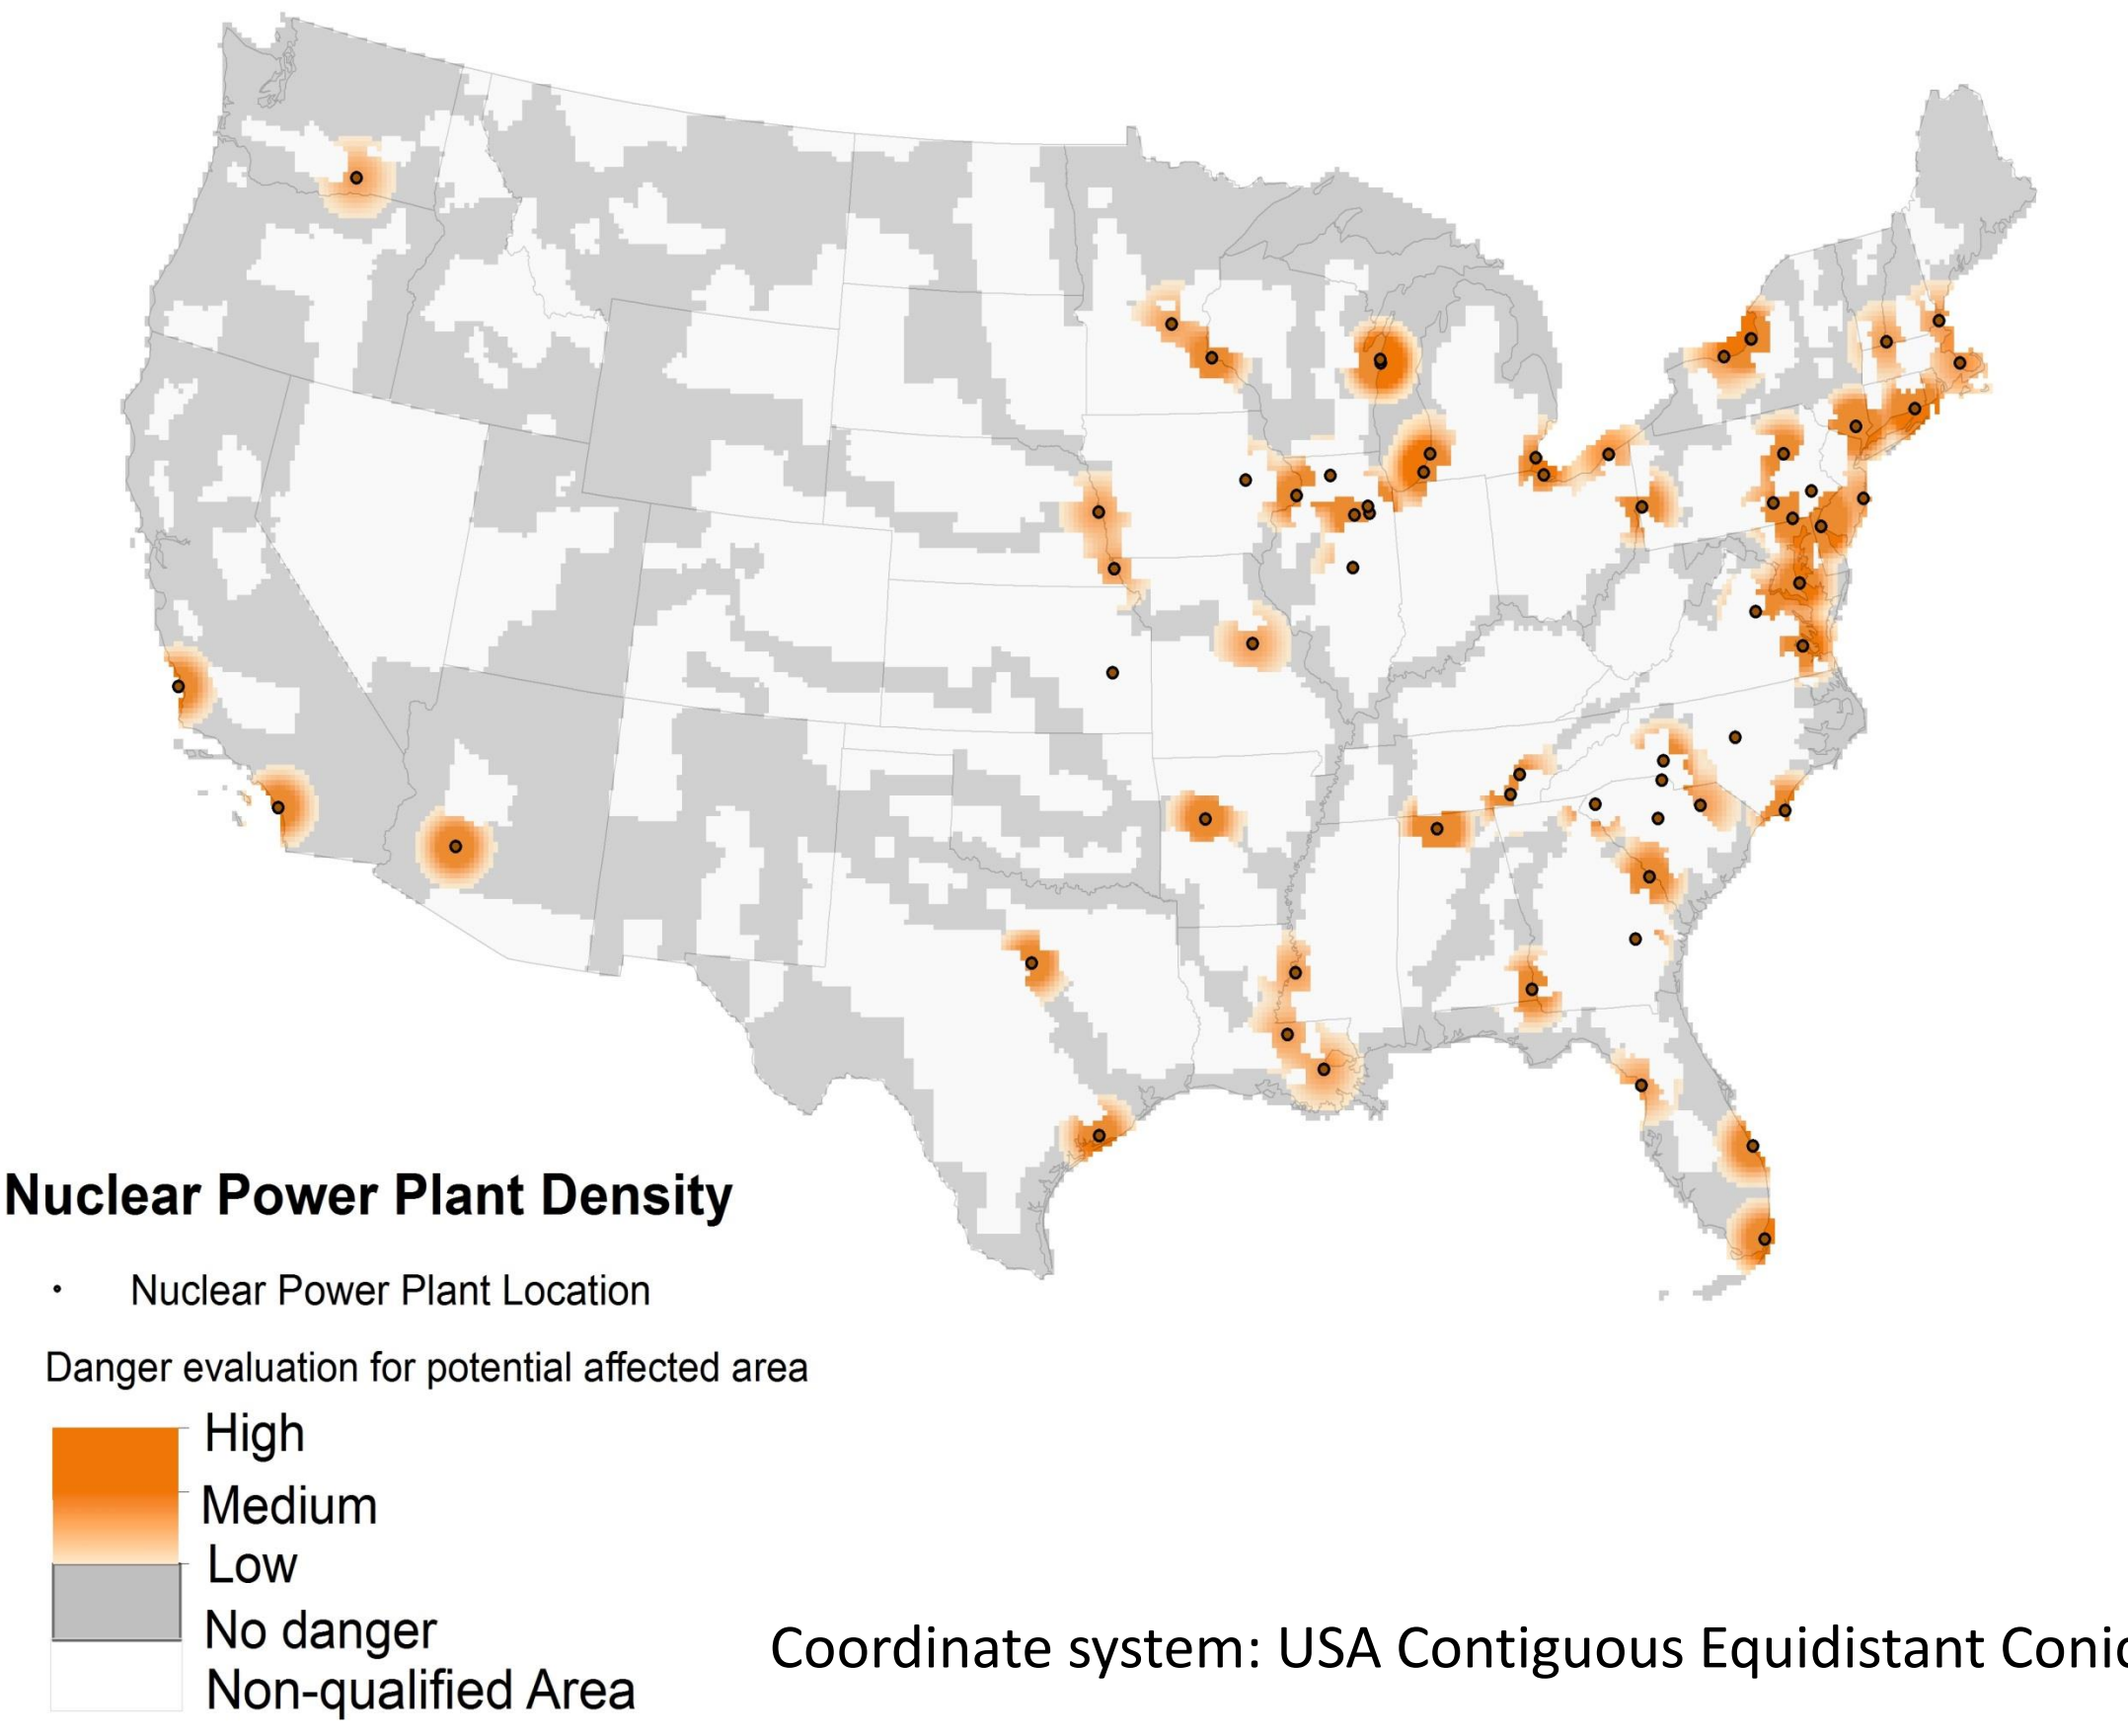 Nuclear Power Plant Density
Nuclear Power Plant Location
Danger evaluation for potential affected area
High
Medium
Low
No danger
Non-qualified Area
Coordinate system: USA Contiguous Equidistant Conic